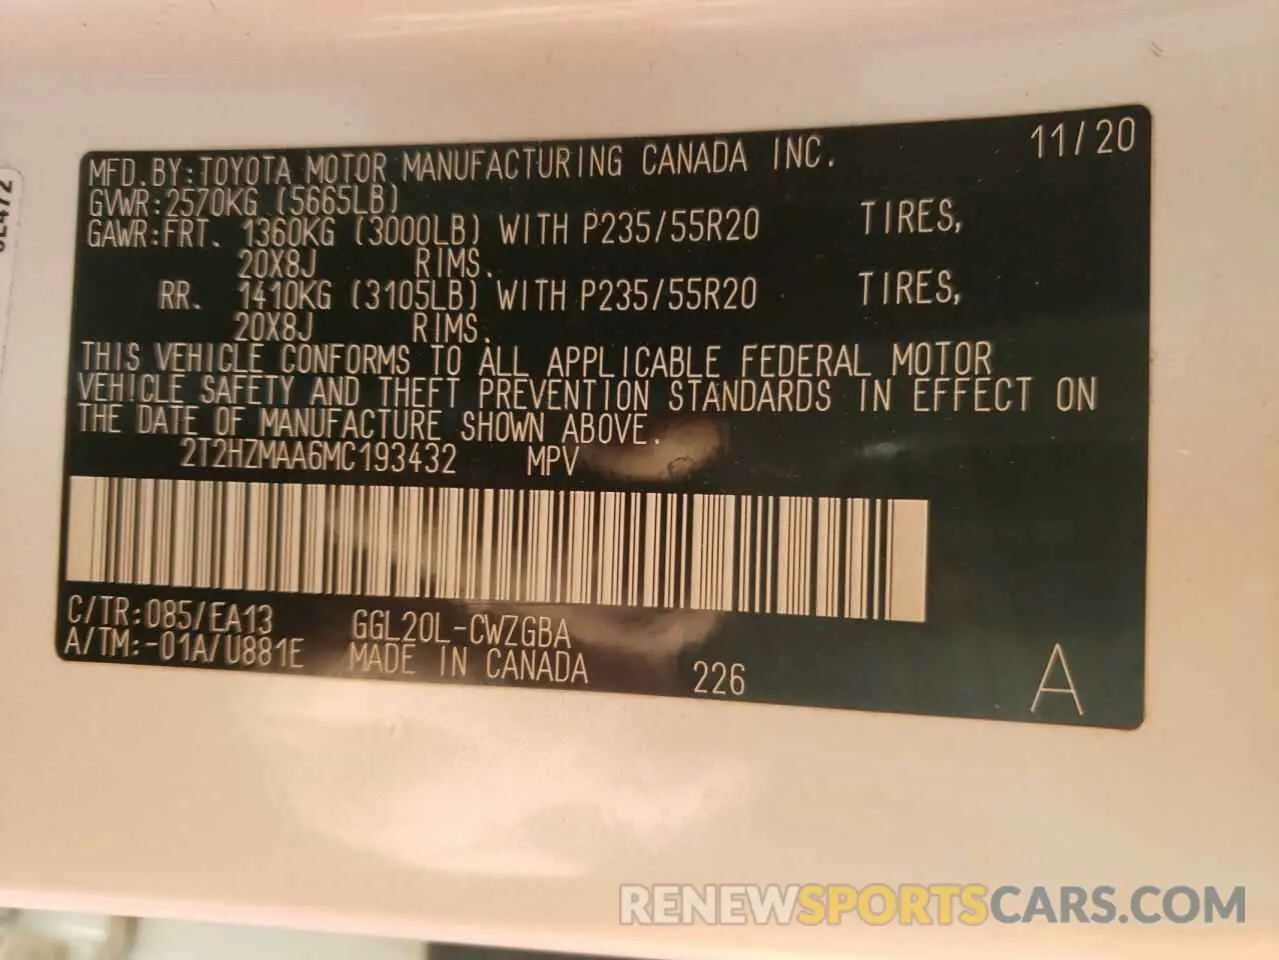 11/20
MFD.BY:TOYOTA MOTOR MANUFACTURING CANADA INC.
GVWR:2570KG (5665LB)
GAWR:FRT. 1360KG (3000LB) WITH P235/55R20 TIRES,
20X8J RIMS.
RR. 1410KG (3105LB) WITH P235/55R20 TIRES,
20X8J RIMS.
THIS VEHICLE CONFORMS TO ALL APPLICABLE FEDERAL MOTOR
VEHICLE SAFETY AND THEFT PREVENTION STANDARDS IN EFFECT ON
THE DATE OF MANUFACTURE SHOWN ABOVE.
2T2HZMAA6MC193432 MPV
C/TR:085/EA13 GGL20L-CWZGBA
A/TM:-01A/U881E MADE IN CANADA 226 A
RENEWSPORTSCARS.COM